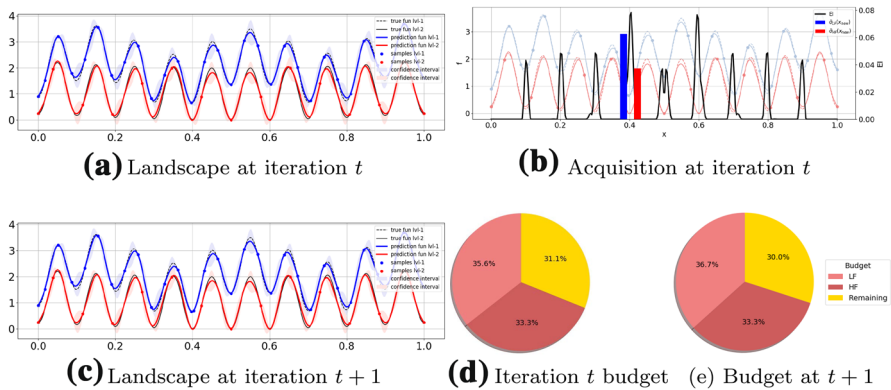 4
3
2
1
0
0.0 0.2 0.4 0.6 0.8 1.0
true fun lvl-1
true fun lvl-2
prediction fun lvl-1
prediction fun lvl-2
samples lvl-1
samples lvl-2
confidence interval
confidence interval
(a) Landscape at iteration t
f
3
2
1
0
0.0 0.2 0.4 0.6 0.8 1.0
x
0.08
0.06
0.04
0.02
0.00
EI
EI
(b) Acquisition at iteration t
4
3
2
1
0
0.0 0.2 0.4 0.6 0.8 1.0
true fun lvl-1
true fun lvl-2
prediction fun lvl-1
prediction fun lvl-2
samples lvl-1
samples lvl-2
confidence interval
confidence interval
(c) Landscape at iteration t + 1
35.6%
31.1%
33.3%
(d) Iteration t budget
36.7%
30.0%
33.3%
Budget
LF
HF
Remaining
(e) Budget at t + 1